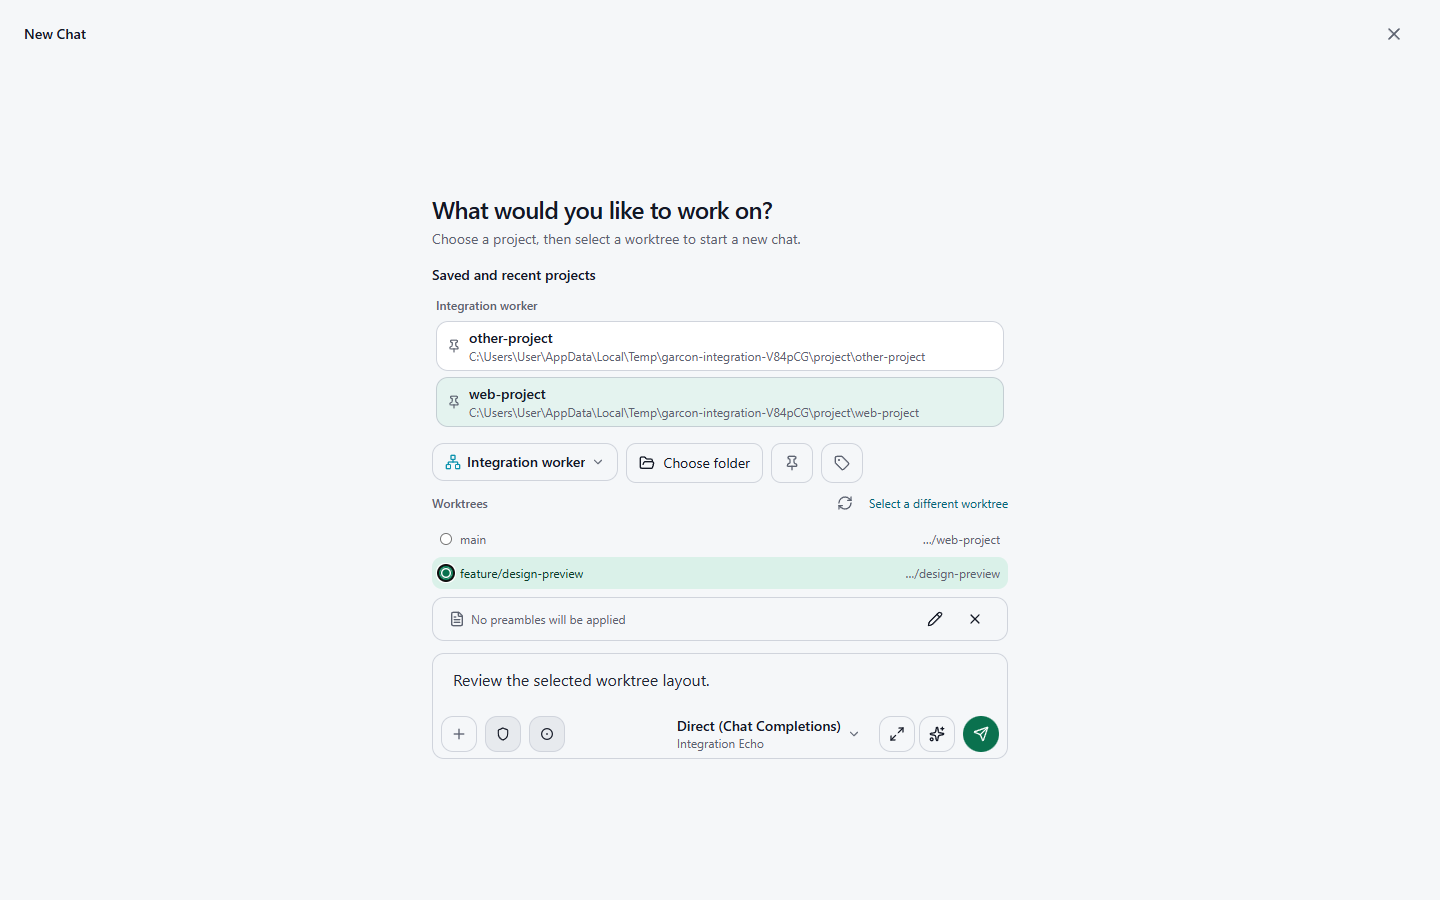 New Chat
What would you like to work on?
Choose a project, then select a worktree to start a new chat.
Saved and recent projects
Integration worker
other-project
C:\Users\User\AppData\Local\Temp\garcon-integration-V84pCG\project\other-project
web-project
C:\Users\User\AppData\Local\Temp\garcon-integration-V84pCG\project\web-project
Integration worker Choose folder
Worktrees Select a different worktree
main .../web-project
feature/design-preview .../design-preview
No preambles will be applied
Review the selected worktree layout.
Direct (Chat Completions)
Integration Echo